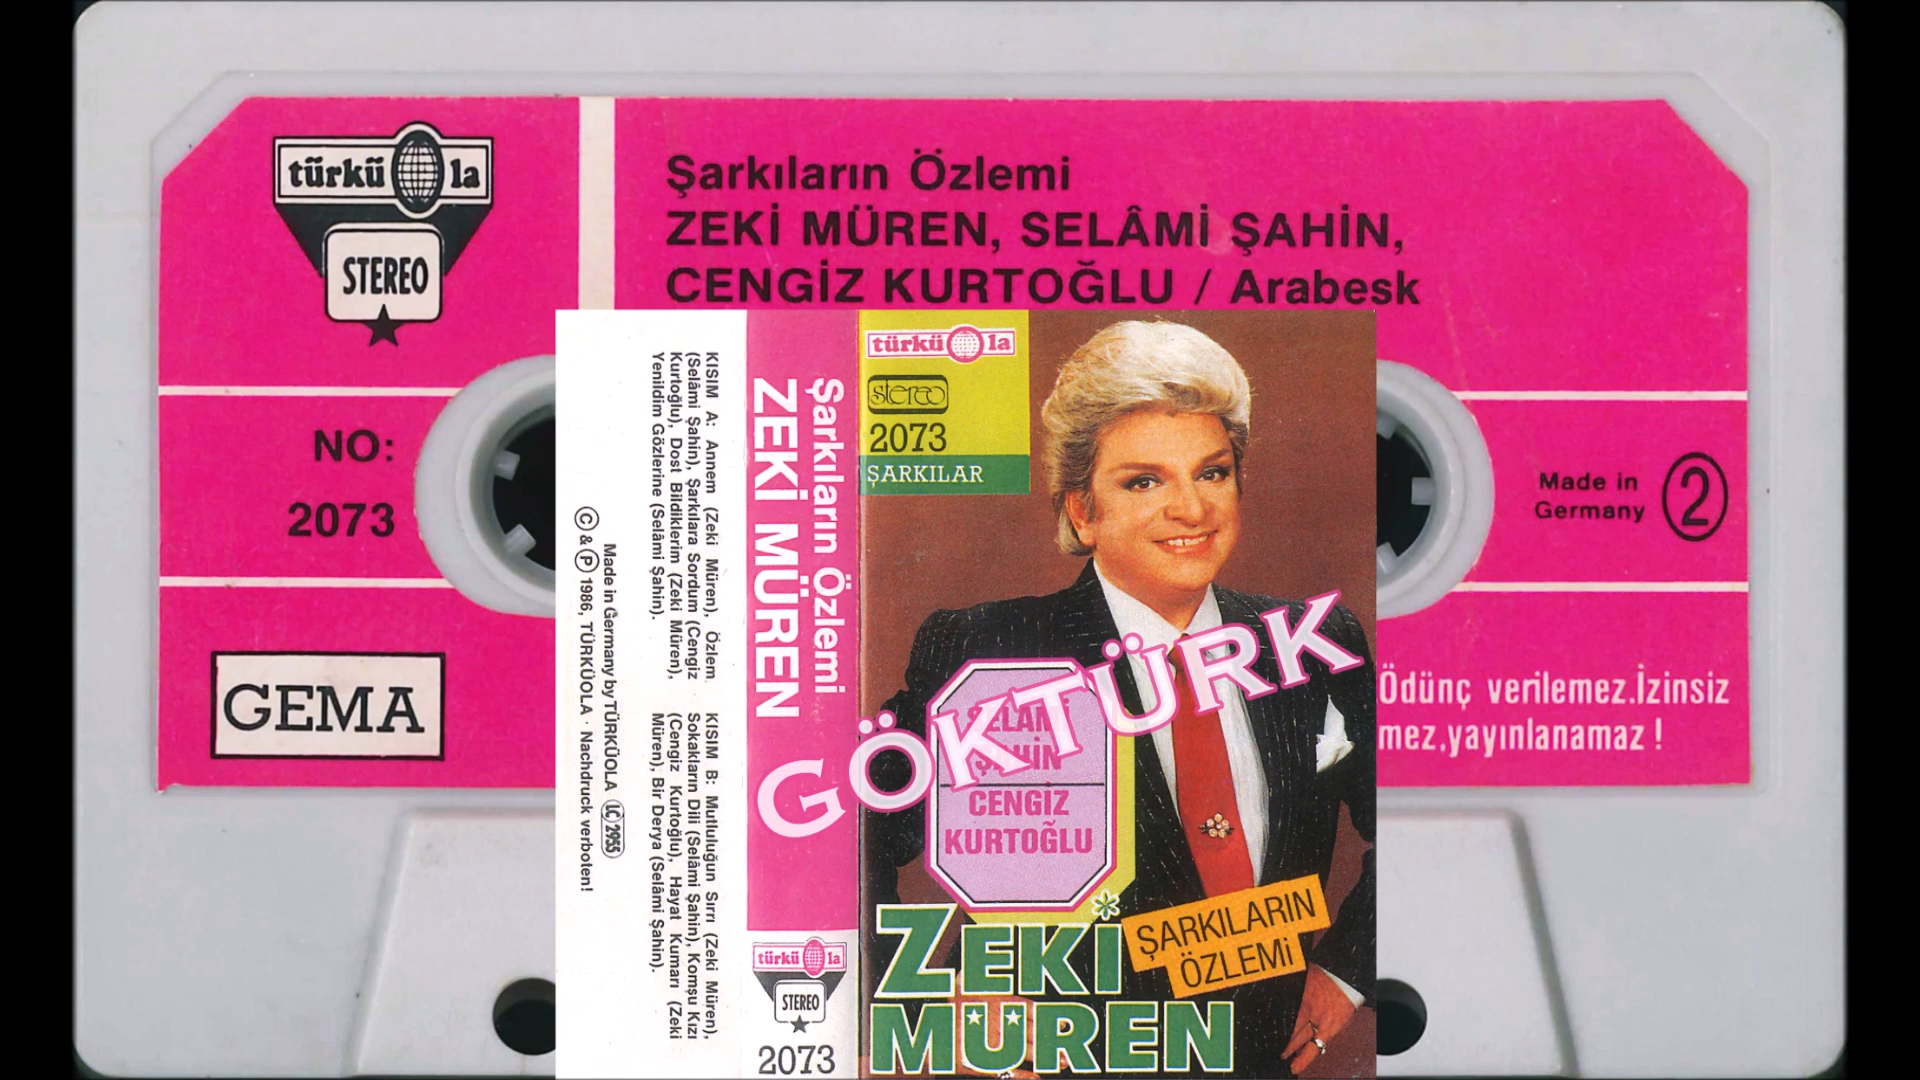 türkü la
STEREO
Şarkıların Özlemi
ZEKİ MÜREN, SELÂMİ ŞAHİN,
CENGİZ KURTOĞLU / Arabesk
NO:
2073
GEMA
Made in
Germany
2
Ödünç verilemez.İzinsiz
mez,yayınlanamaz !
KISIM A: Annem (Zeki Müren), Özlem
(Selâmi Şahin), Şarkılara Sordum (Cengiz
Kurtoğlu), Dost Bildiklerim (Zeki Müren),
Yenildim Gözlerine (Selâmi Şahin).
KISIM B: Mutluluğun Sırrı (Zeki Müren),
Sokakların Dili (Selâmi Şahin), Komşu Kızı
(Cengiz Kurtoğlu), Hayat Kumarı (Zeki
Müren), Bir Derya (Selâmi Şahin).
Made in Germany by TÜRKÜOLA LC 2955
© & ℗ 1986, TÜRKÜOLA · Nachdruck verboten!
Şarkıların Özlemi
ZEKİ MÜREN
türkü la
STEREO
2073
türkü la
stereo
2073
ŞARKILAR
SELAMİ
ŞAHİN
CENGİZ
KURTOĞLU
GÖKTÜRK
ZEKİ
MÜREN
ŞARKILARIN
ÖZLEMİ